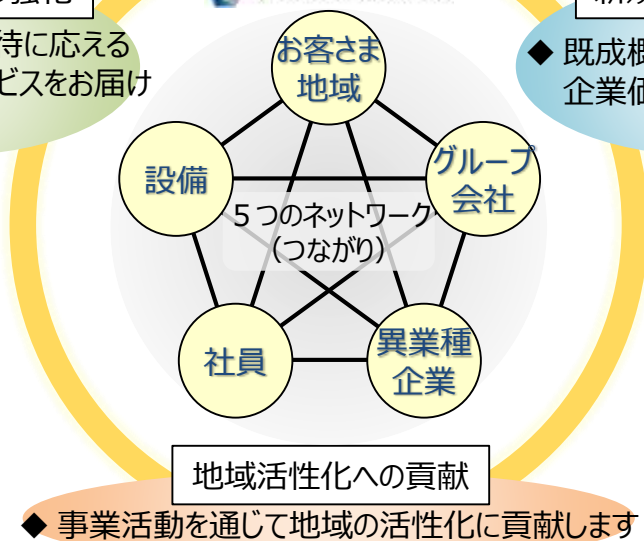 強化
待に応える
ビスをお届け
◆ 既成概
企業価
お客さま
地域
設備
グループ
会社
5つのネットワーク
(つながり)
社員
異業種
企業
地域活性化への貢献
◆ 事業活動を通じて地域の活性化に貢献します